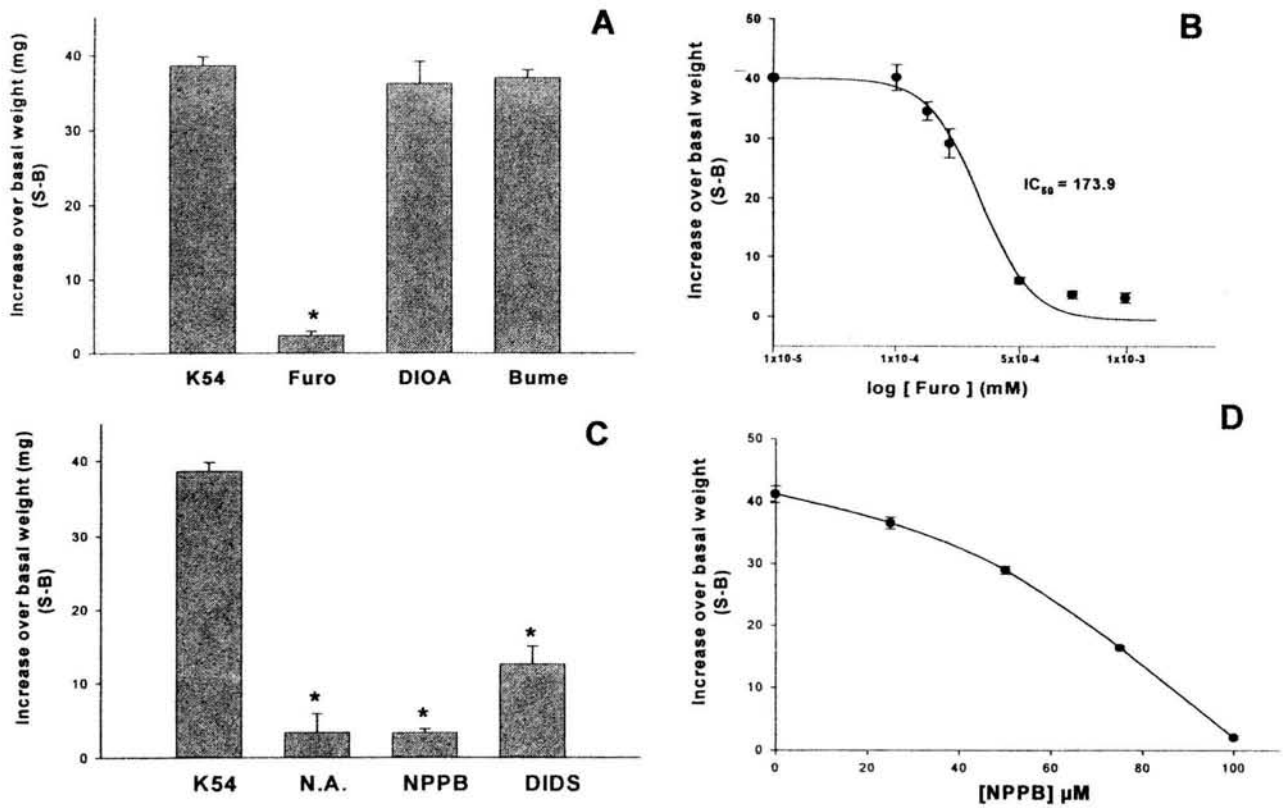 A
Increase over basal weight (mg)
(S-B)
40
30
20
10
0
*
K54 Furo DIOA Bume
B
Increase over basal weight
(S-B)
50
40
30
20
10
0
IC50 = 173.9
1x10-5 1x10-4 5x10-4 1x10-3
log [ Furo ] (mM)
C
Increase over basal weight (mg)
(S-B)
40
30
20
10
0
* * *
K54 N.A. NPPB DIDS
D
Increase over basal weight
(S-B)
50
40
30
20
10
0
0 20 40 60 80 100
[NPPB] µM